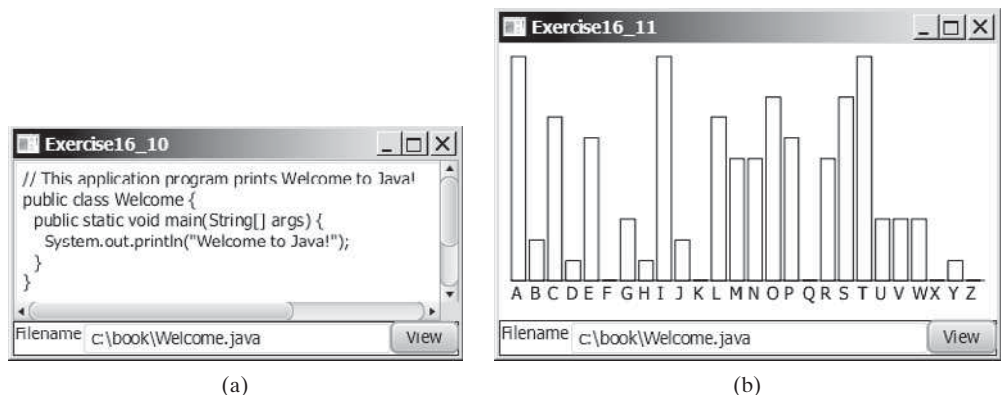 Exercise16_10
// This application program prints Welcome to Java!
public class Welcome {
public static void main(String[] args) {
System.out.println("Welcome to Java!");
}
}
Filename c:\book\Welcome.java View
(a)
Exercise16_11
A B C D E F G H I J K L M N O P Q R S T U V W X Y Z
Filename c:\book\Welcome.java View
(b)